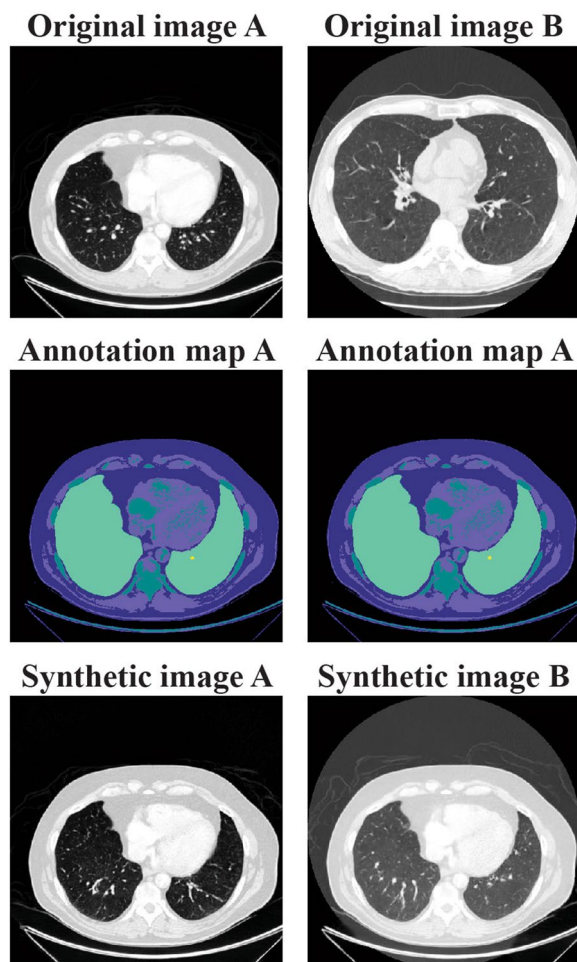 Original image A
Original image B
Annotation map A
Annotation map A
Synthetic image A
Synthetic image B